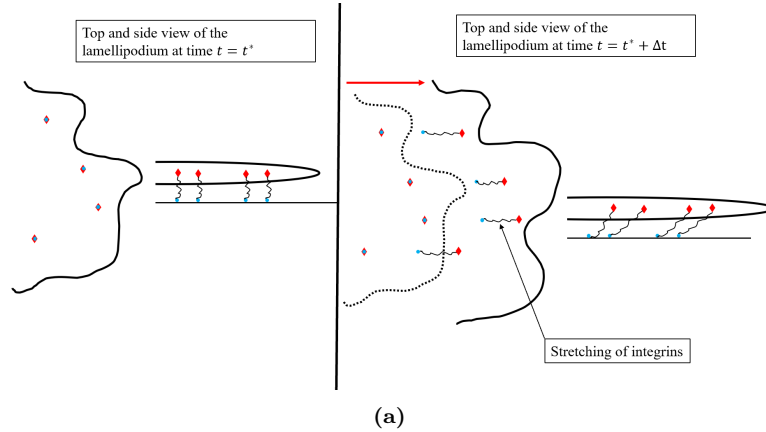 Top and side view of the
lamellipodium at time t = t*
Top and side view of the
lamellipodium at time t = t* + Δt
Stretching of integrins
(a)